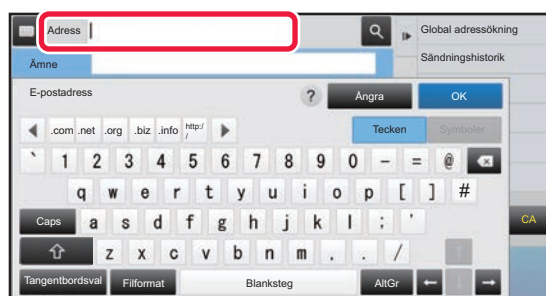 Adress
Global adressökning
Ämne
Sändningshistorik
E-postadress
?
Ångra
OK
.com .net .org .biz .info http:/
/
Tecken
Symboler
` 1 2 3 4 5 6 7 8 9 0 - = @
q w e r t y u i o p [ ] #
Caps a s d f g h j k l ; '
CA
z x c v b n m . . /
Tangentbordsval Filformat Blanksteg AltGr